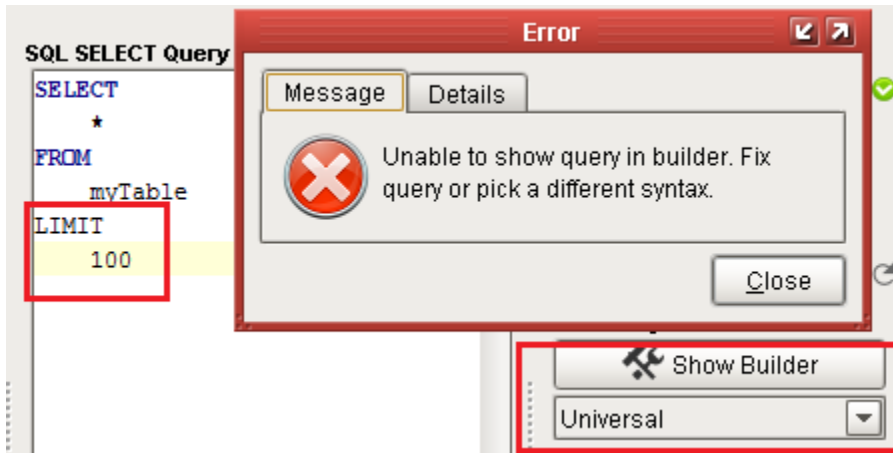 Error
SQL SELECT Query
SELECT
*
FROM
myTable
LIMIT
100
Message
Details
Unable to show query in builder. Fix
query or pick a different syntax.
Close
Show Builder
Universal